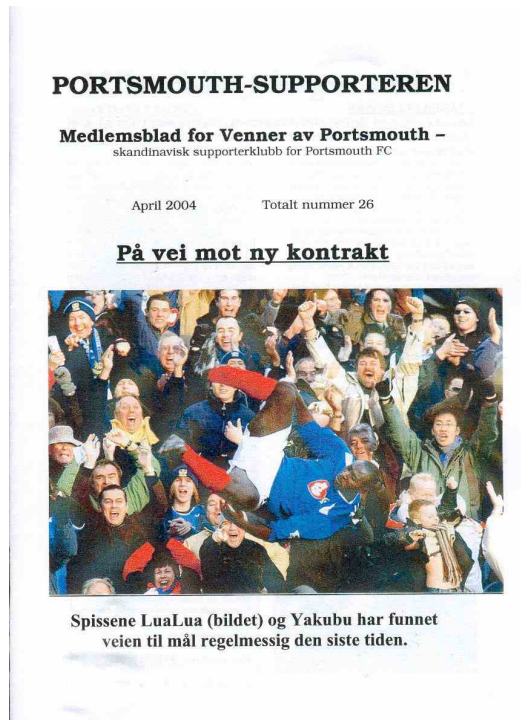 PORTSMOUTH-SUPPORTEREN
Medlemsblad for Venner av Portsmouth –
skandinavisk supporterklubb for Portsmouth FC
April 2004 Totalt nummer 26
På vei mot ny kontrakt
Spissene LuaLua (bildet) og Yakubu har funnet
veien til mål regelmessig den siste tiden.